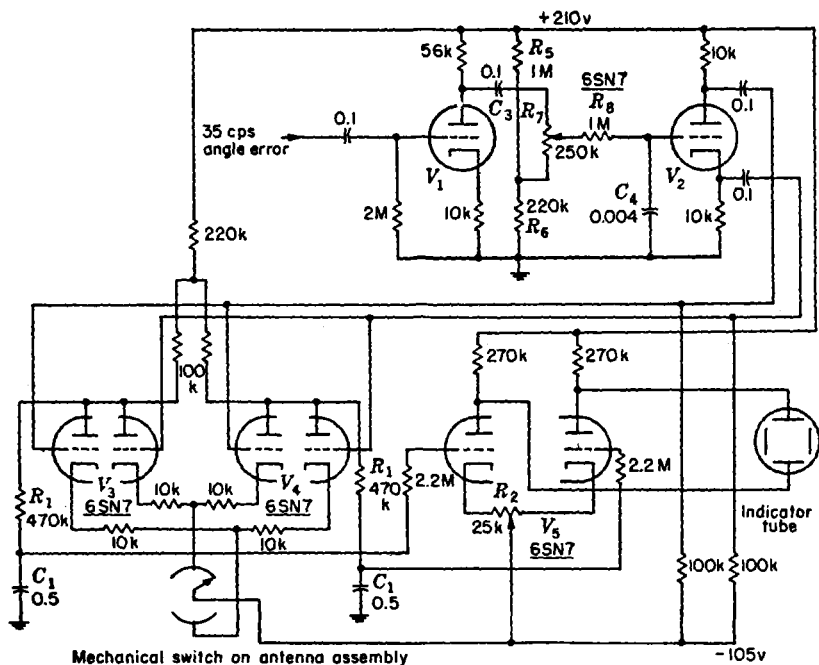 +210v
56k
R5
1M
0.1
C3
R7
250k
6SN7
R8
1M
10k
0.1
35 cps
angle error
0.1
V1
V2
0.1
2M
10k
220k
R6
C4
0.004
10k
220k
100
k
270k
270k
V3
6SN7
V4
6SN7
R1
470k
10k
10k
10k
10k
R1
470
k
2.2M
R2
25k
V5
6SN7
2.2M
Indicator
tube
C1
0.5
C1
0.5
100k
100k
-105v
Mechanical switch on antenna assembly